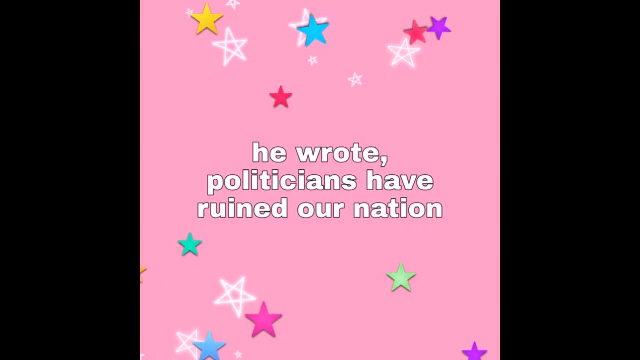 he wrote,
politicians have
ruined our nation